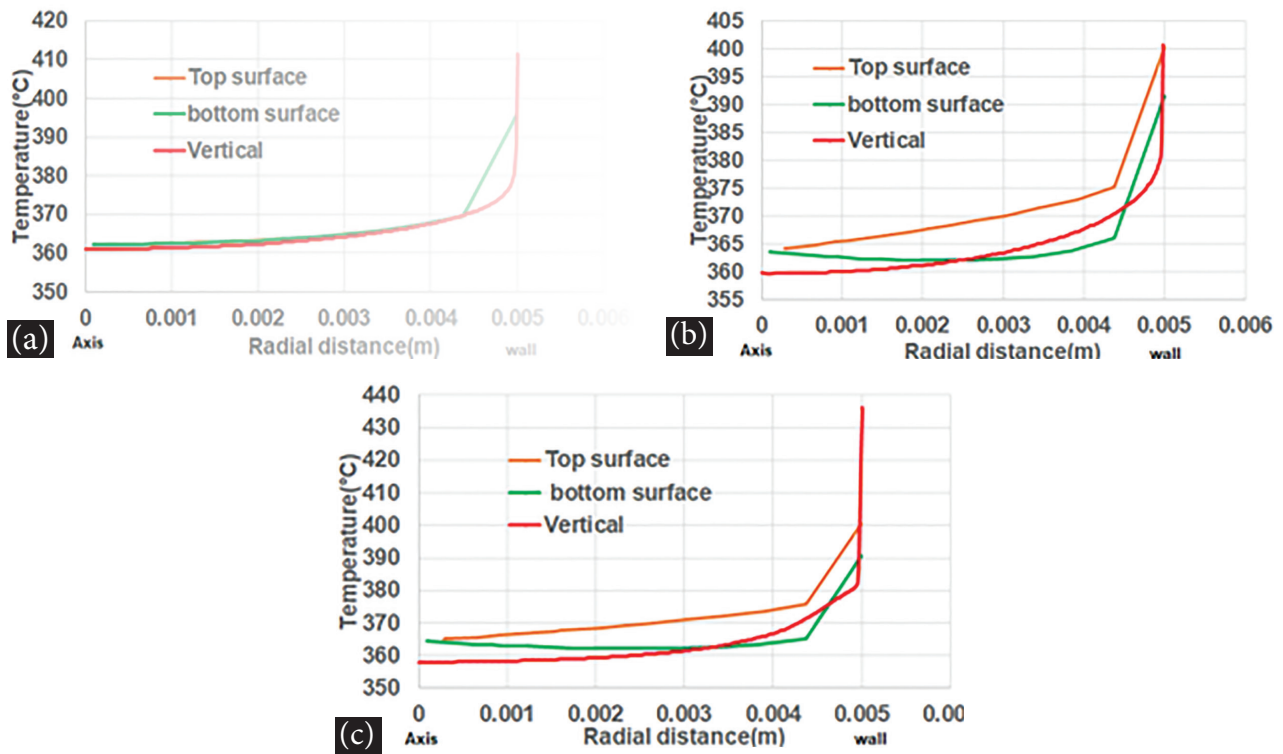 420
410
400
390
380
370
360
350
Temperature(°C)
Top surface
bottom surface
Vertical
0 0.001 0.002 0.003 0.004 0.005 0.006
Axis Radial distance(m) wall
(a)
405
400
395
390
385
380
375
370
365
360
355
Temperature(°C)
Top surface
bottom surface
Vertical
0 0.001 0.002 0.003 0.004 0.005 0.006
Axis Radial distance(m) wall
(b)
440
430
420
410
400
390
380
370
360
350
Temperature(°C)
Top surface
bottom surface
Vertical
0 0.001 0.002 0.003 0.004 0.005 0.00
Axis Radial distance(m) wall
(c)